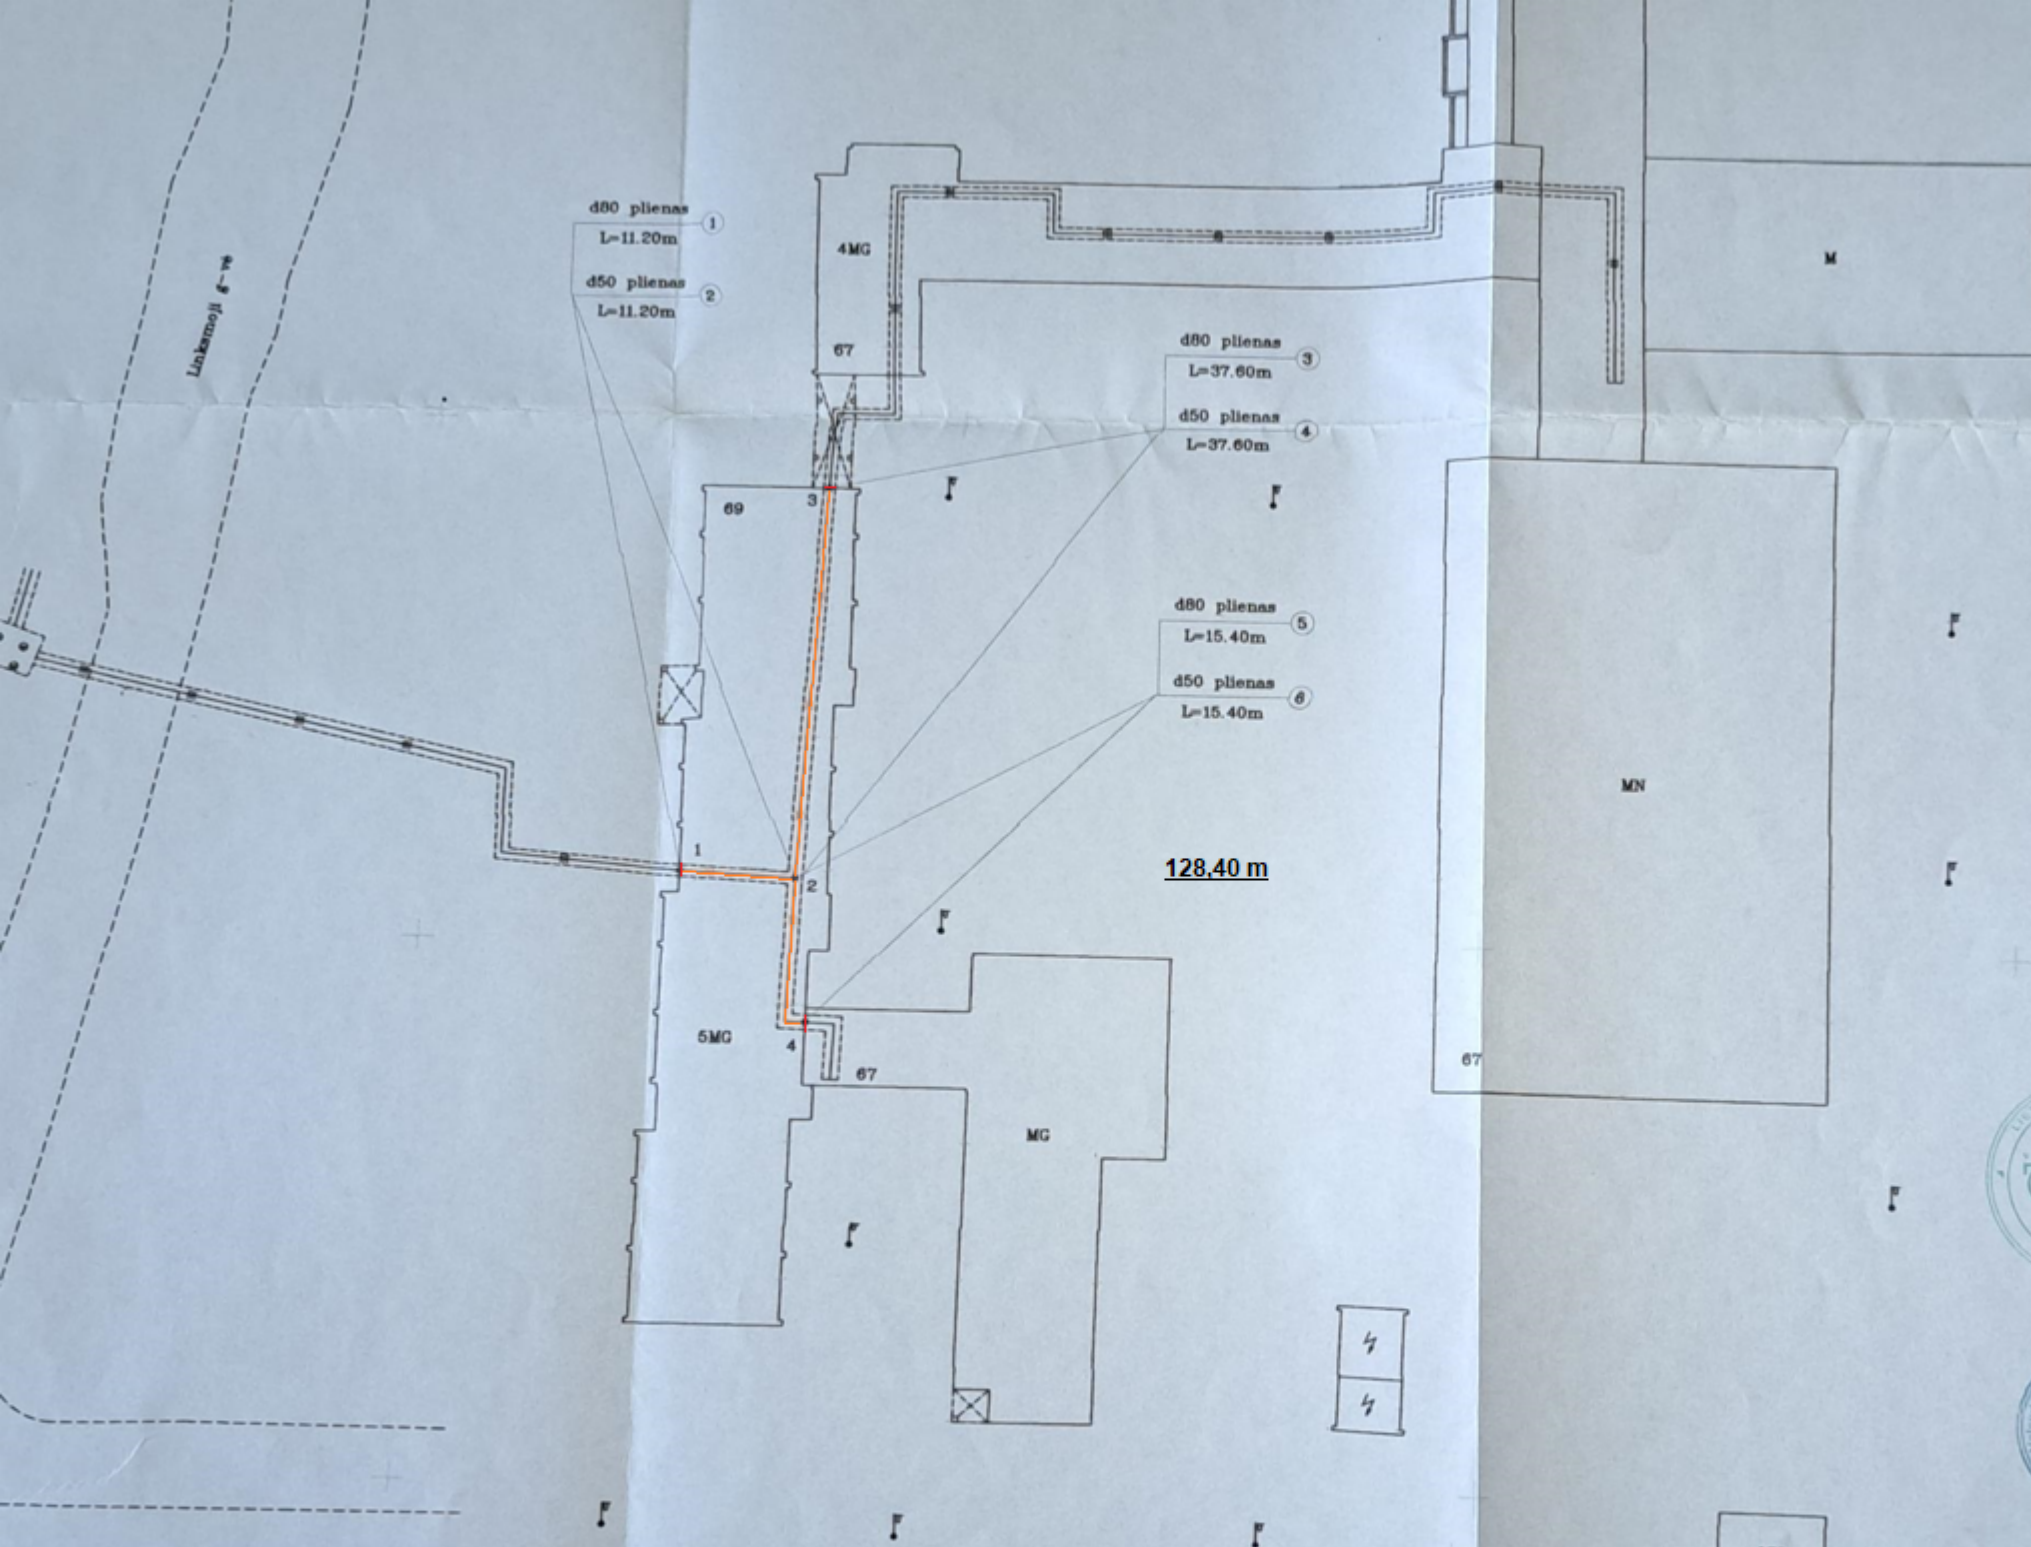 d80 plienas 1
L=11.20m
d50 plienas 2
L=11.20m
Linksmoji g-vė
4MG
67
M
d80 plienas 3
L=37.60m
d50 plienas 4
L=37.60m
3
69
d80 plienas 5
L=15.40m
d50 plienas 6
L=15.40m
MN
1
2
128,40 m
5MG
4
67
67
MG